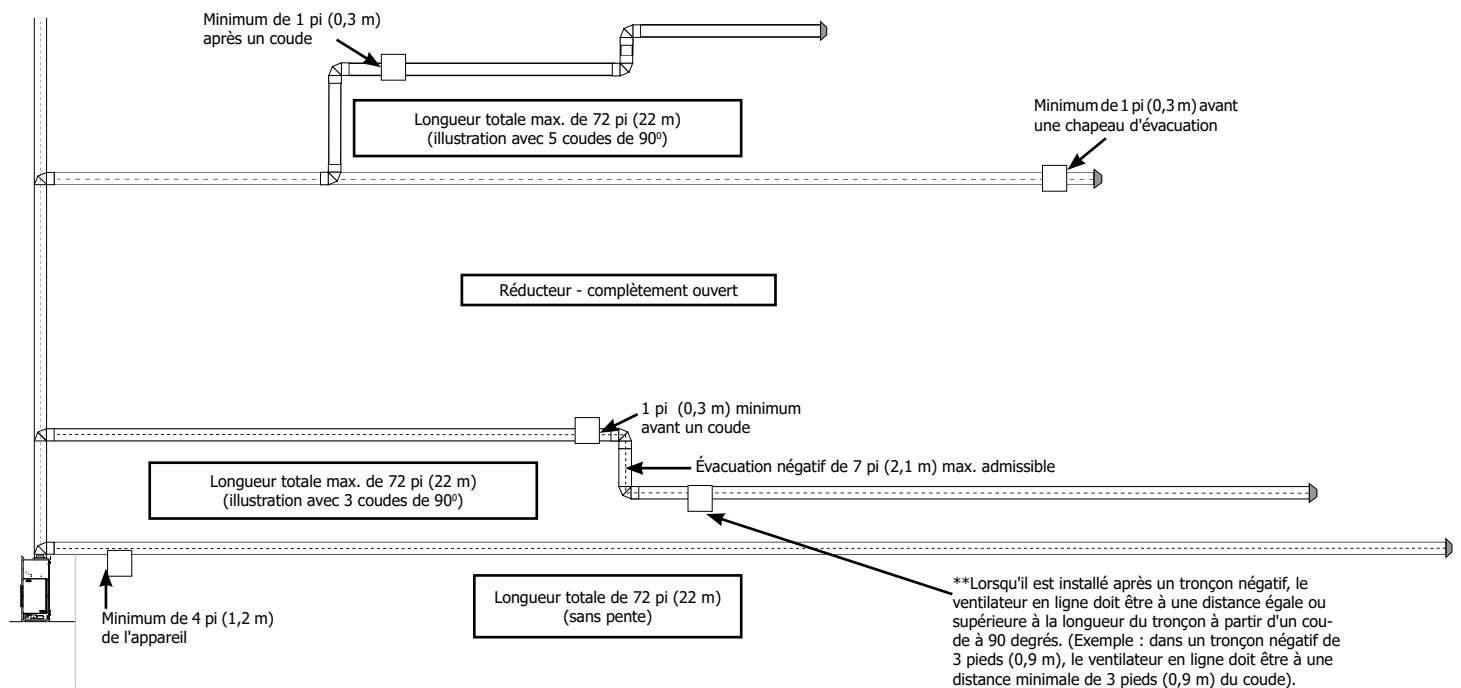 Minimum de 1 pi (0,3 m)
après un coude
Longueur totale max. de 72 pi (22 m)
(illustration avec 5 coudes de 90⁰)
Minimum de 1 pi (0,3 m) avant
une chapeau d'évacuation
Réducteur - complètement ouvert
1 pi (0,3 m) minimum
avant un coude
Évacuation négatif de 7 pi (2,1 m) max. admissible
Longueur totale max. de 72 pi (22 m)
(illustration avec 3 coudes de 90⁰)
Minimum de 4 pi (1,2 m)
de l'appareil
Longueur totale de 72 pi (22 m)
(sans pente)
**Lorsqu'il est installé après un tronçon négatif, le
ventilateur en ligne doit être à une distance égale ou
supérieure à la longueur du tronçon à partir d'un cou-
de à 90 degrés. (Exemple : dans un tronçon négatif de
3 pieds (0,9 m), le ventilateur en ligne doit être à une
distance minimale de 3 pieds (0,9 m) du coude).